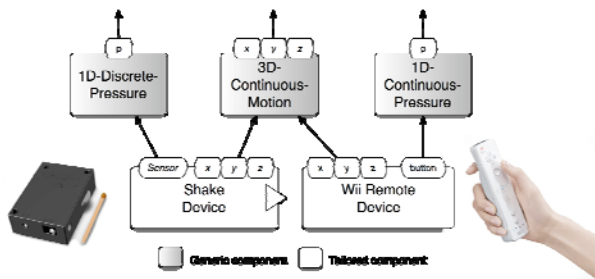 p
x y z
p
1D-Discrete-
Pressure
3D-
Continuous-
Motion
1D-
Continuous-
Pressure
Sensor x y z
x y z button
Shake
Device
Wii Remote
Device
Generic component
Tailored component